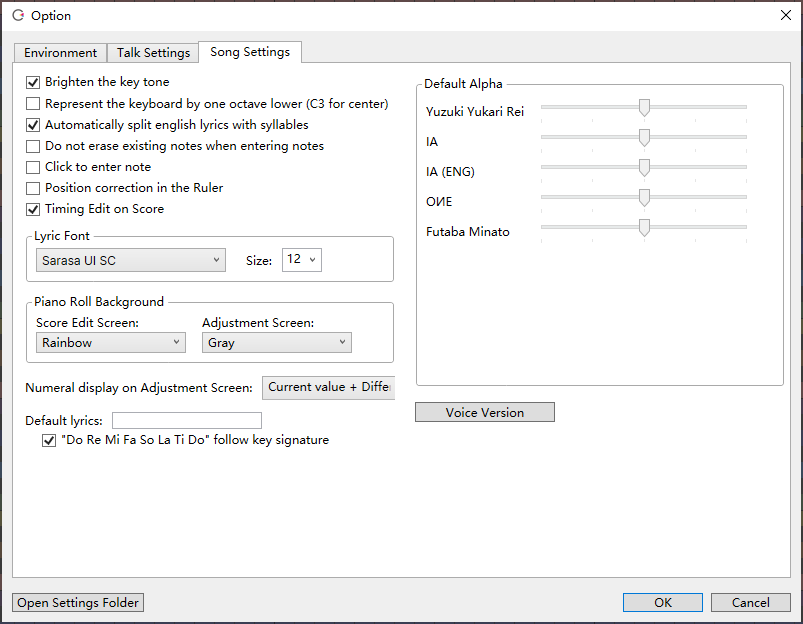 Option
Environment
Talk Settings
Song Settings
Brighten the key tone
Represent the keyboard by one octave lower (C3 for center)
Automatically split english lyrics with syllables
Do not erase existing notes when entering notes
Click to enter note
Position correction in the Ruler
Timing Edit on Score
Lyric Font
Sarasa UI SC
Size:
12
Piano Roll Background
Score Edit Screen:
Adjustment Screen:
Rainbow
Gray
Numeral display on Adjustment Screen:
Current value + Differ
Default lyrics:
"Do Re Mi Fa So La Ti Do" follow key signature
Default Alpha
Yuzuki Yukari Rei
IA
IA (ENG)
OИE
Futaba Minato
Voice Version
Open Settings Folder
OK
Cancel